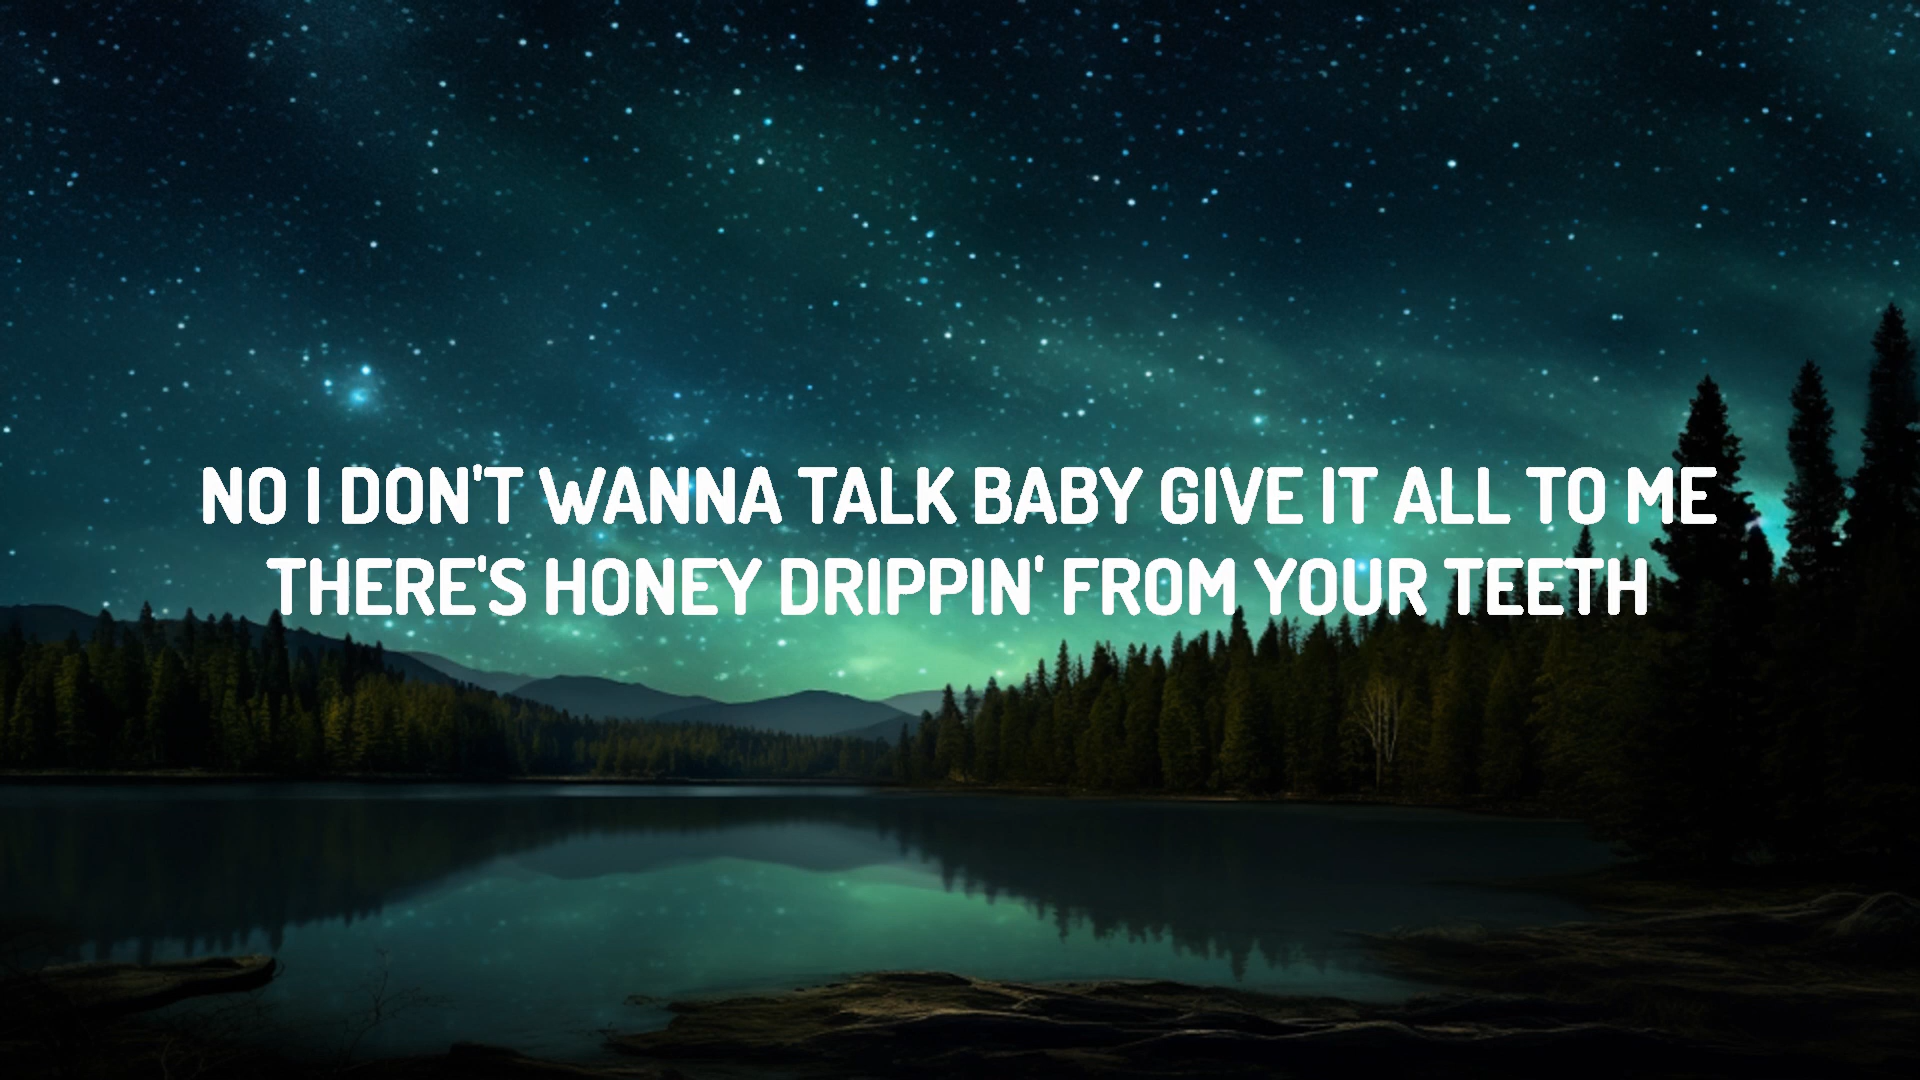 NO I DON'T WANNA TALK BABY GIVE IT ALL TO ME
THERE'S HONEY DRIPPIN' FROM YOUR TEETH